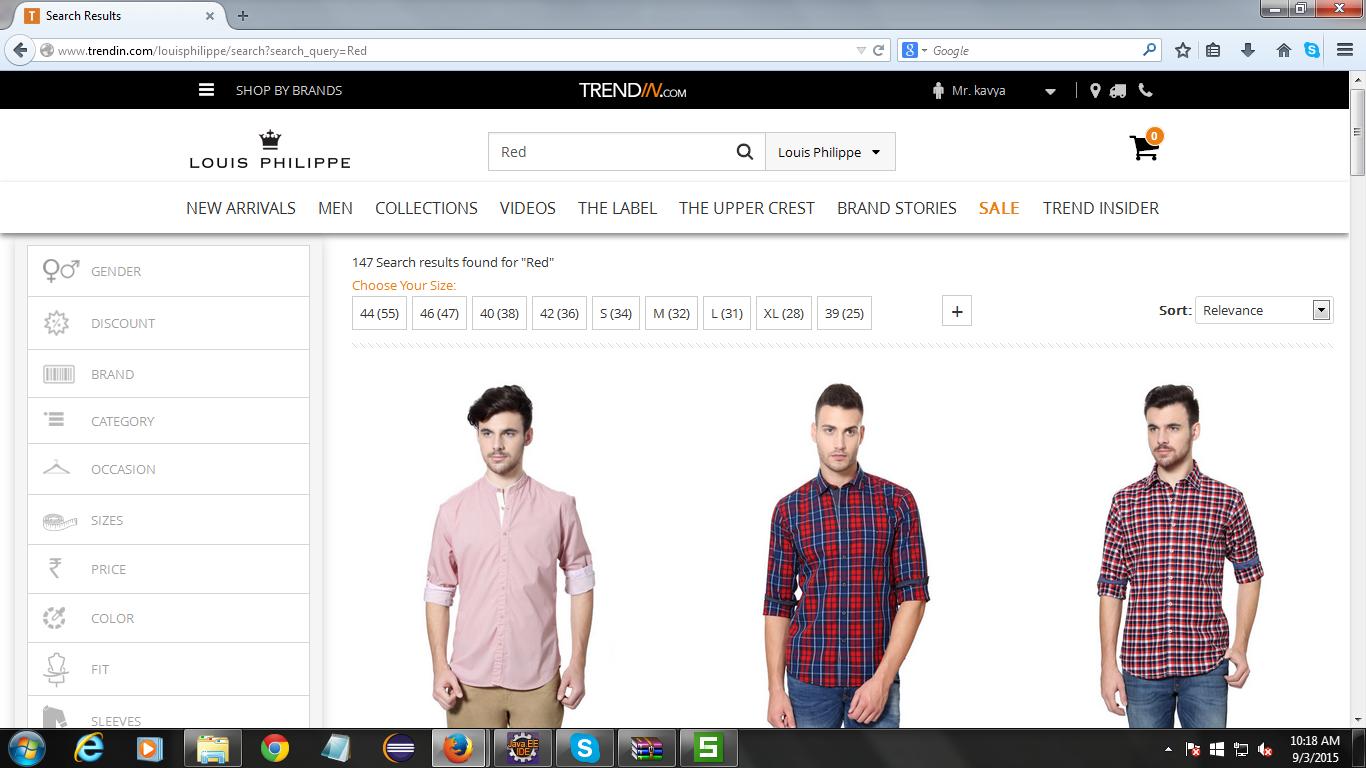 T Search Results
www.trendin.com/louisphilippe/search?search_query=Red
8 Google
SHOP BY BRANDS
TRENDIN.COM
Mr. kavya
LOUIS PHILIPPE
Red
Louis Philippe
0
NEW ARRIVALS MEN COLLECTIONS VIDEOS THE LABEL THE UPPER CREST BRAND STORIES SALE TREND INSIDER
GENDER
DISCOUNT
BRAND
CATEGORY
OCCASION
SIZES
PRICE
COLOR
FIT
SLEEVES
147 Search results found for "Red"
Choose Your Size:
44 (55) 46 (47) 40 (38) 42 (36) S (34) M (32) L (31) XL (28) 39 (25) +
Sort: Relevance
Java EE
IDE
S
S
10:18 AM
9/3/2015